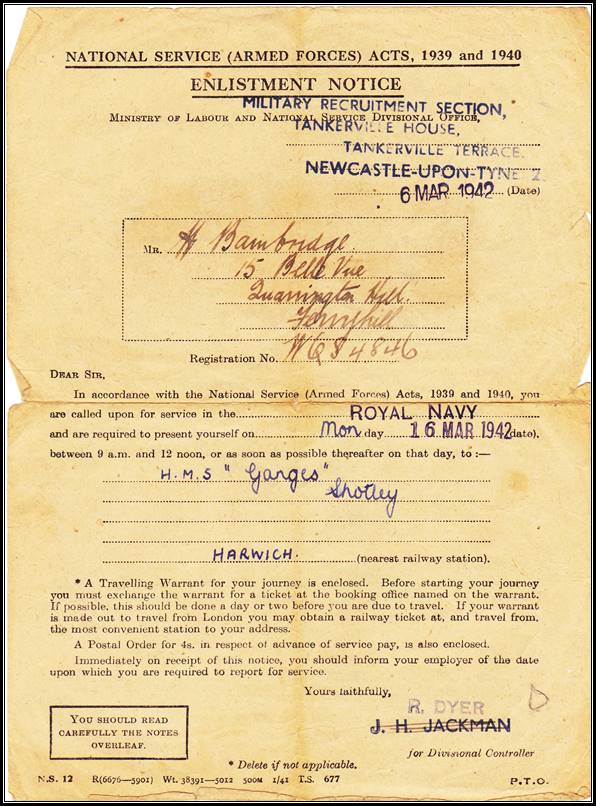 NATIONAL SERVICE (ARMED FORCES) ACTS, 1939 and 1940
ENLISTMENT NOTICE
MILITARY RECRUITMENT SECTION,
MINISTRY OF LABOUR AND NATIONAL SERVICE DIVISIONAL OFFICE,
TANKERVILLE HOUSE,
TANKERVILLE TERRACE,
NEWCASTLE-UPON-TYNE 2.
6 MAR 1942 (Date)
MR. H Bambridge
15 Belle Vue
Quarrington Hill.
Ferryhill
Registration No. WQS4846
DEAR SIR,
In accordance with the National Service (Armed Forces) Acts, 1939 and 1940, you
are called upon for service in the ROYAL NAVY
and are required to present yourself on Mon day 16 MAR 1942 (date),
between 9 a.m. and 12 noon, or as soon as possible thereafter on that day, to :—
H.M.S "Ganges"
Shotley
HARWICH. (nearest railway station).
* A Travelling Warrant for your journey is enclosed. Before starting your journey
you must exchange the warrant for a ticket at the booking office named on the warrant.
If possible, this should be done a day or two before you are due to travel. If your warrant
is made out to travel from London you may obtain a railway ticket at, and travel from,
the most convenient station to your address.
A Postal Order for 4s. in respect of advance of service pay, is also enclosed.
Immediately on receipt of this notice, you should inform your employer of the date
upon which you are required to report for service.
Yours faithfully,
R. DYER
J. H. JACKMAN
for Divisional Controller
YOU SHOULD READ
CAREFULLY THE NOTES
OVERLEAF.
* Delete if not applicable.
N.S. 12 R(6676—5901) Wt. 38391—5012 500M 1/41 T.S. 677 P.T.O.